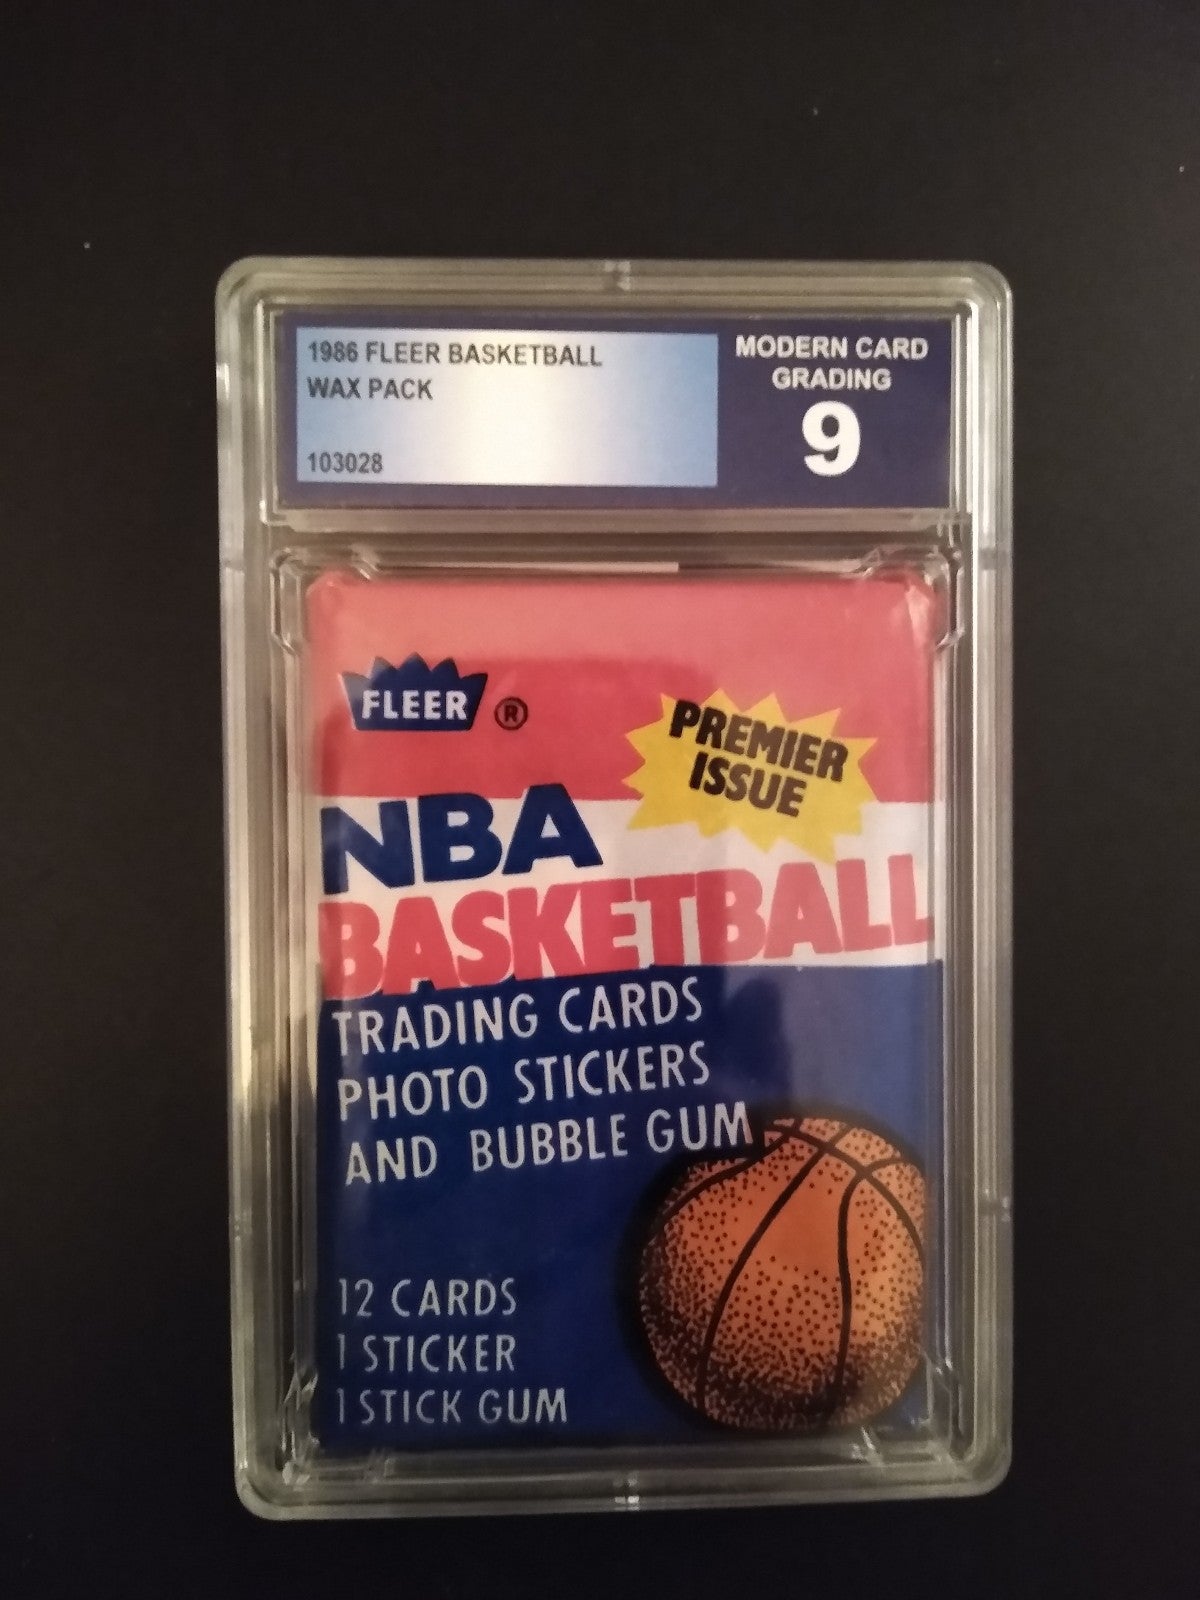 1986 FLEER BASKETBALL
WAX PACK
103028
MODERN CARD
GRADING
9
FLEER ®
PREMIER
ISSUE
NBA
BASKETBALL
TRADING CARDS
PHOTO STICKERS
AND BUBBLE GUM
12 CARDS
1 STICKER
1 STICK GUM